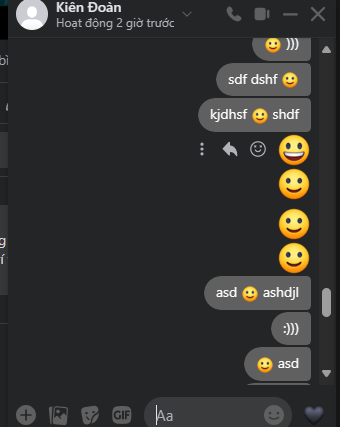 Kiên Đoàn
Hoạt động 2 giờ trước
🙂 )))
sdf dshf 🙂
kjdhsf 🙂 shdf
😃
🙂
🙂
🙂
asd 🙂 ashdjl
:)))
🙂 asd
GIF Aa